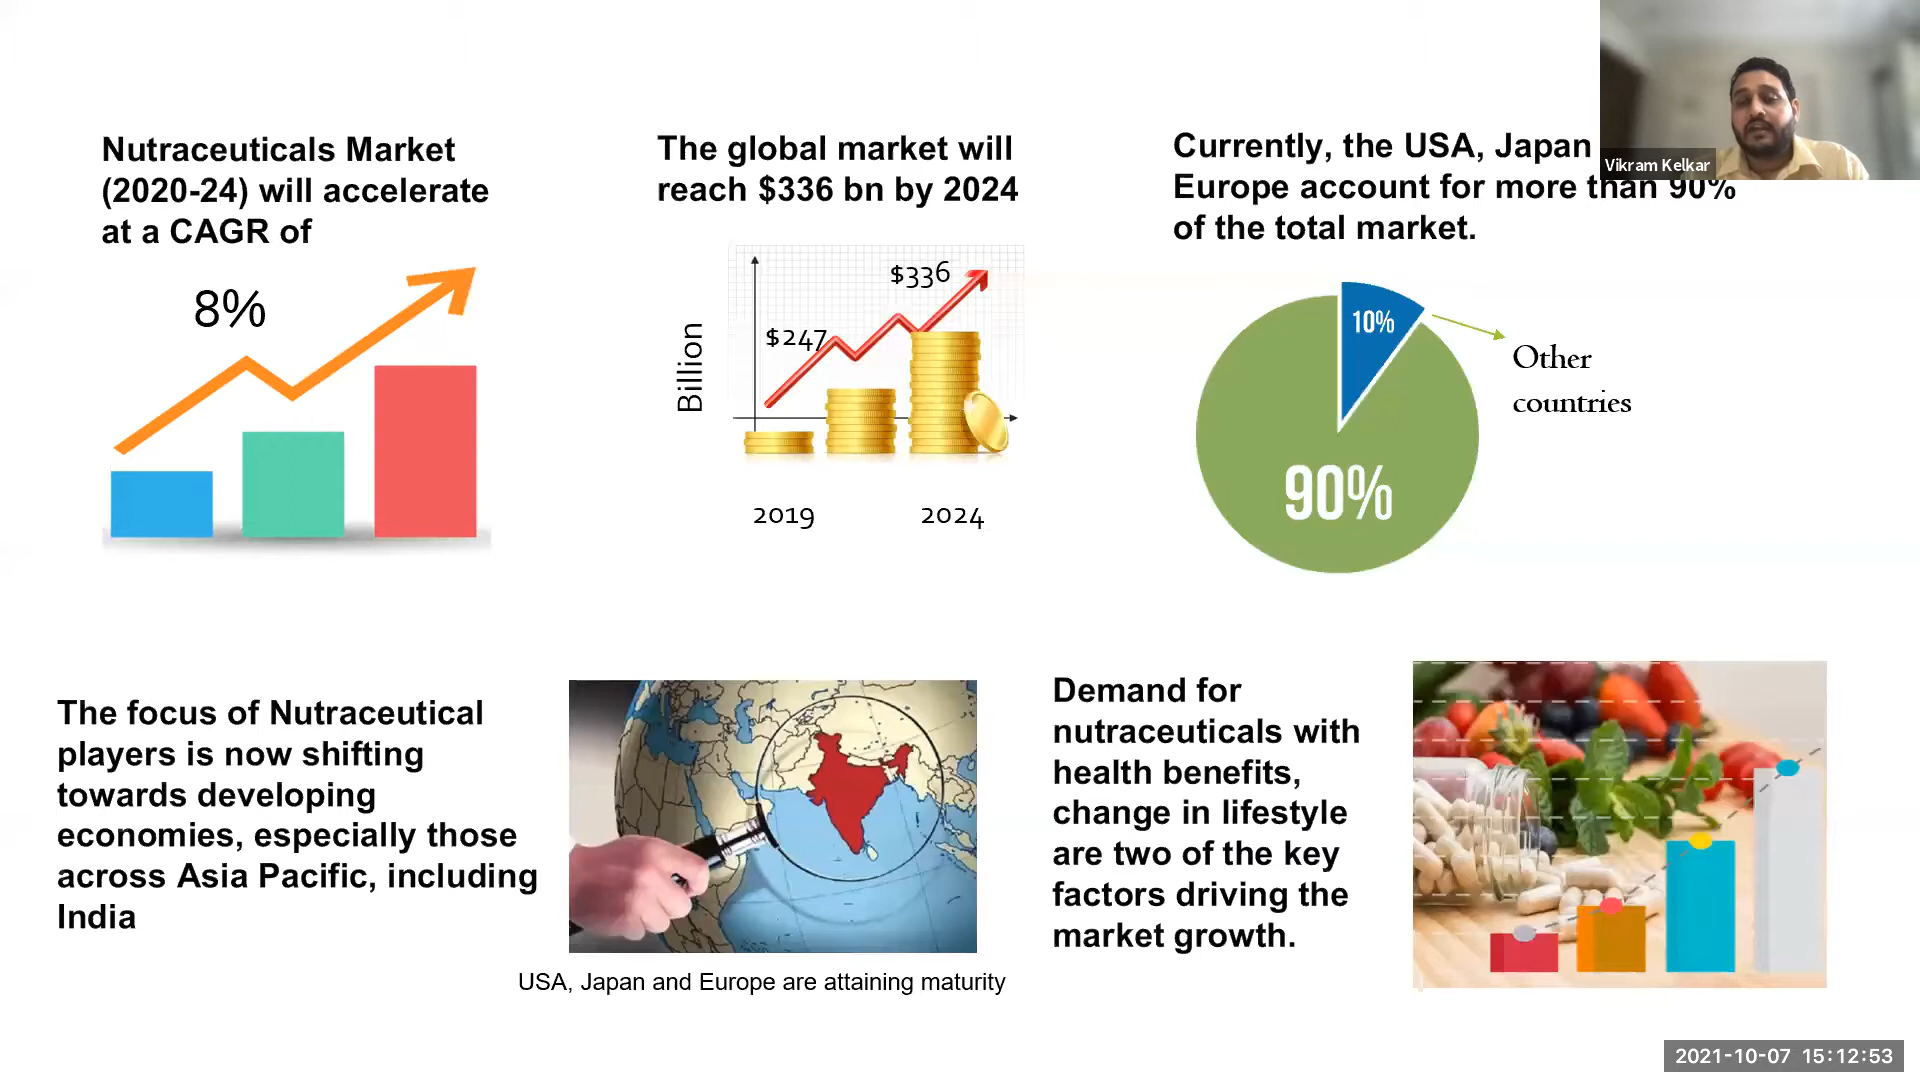 Nutraceuticals Market
(2020-24) will accelerate
at a CAGR of
8%
The global market will
reach $336 bn by 2024
$336
$247
Billion
2019
2024
Currently, the USA, Japan
Europe account for more than 90%
of the total market.
10%
90%
Other
countries
Vikram Kelkar
The focus of Nutraceutical
players is now shifting
towards developing
economies, especially those
across Asia Pacific, including
India
USA, Japan and Europe are attaining maturity
Demand for
nutraceuticals with
health benefits,
change in lifestyle
are two of the key
factors driving the
market growth.
2021-10-07 15:12:53